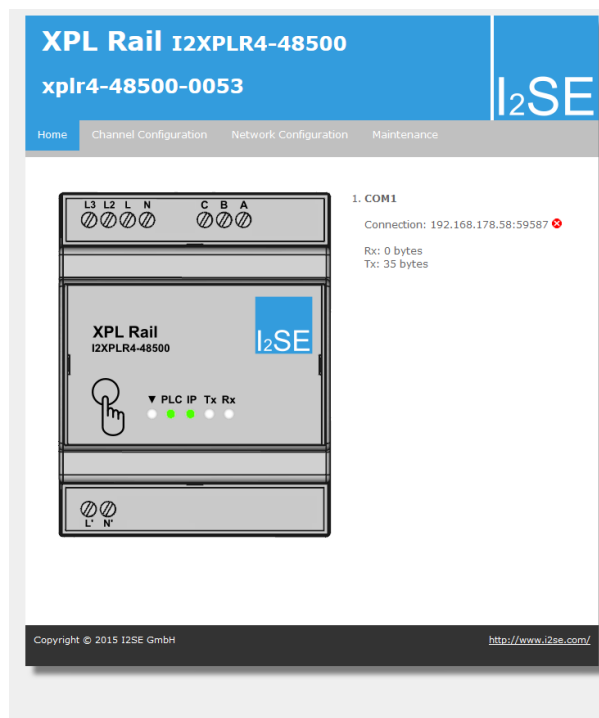 XPL Rail I2XPLR4-48500
xplr4-48500-0053
I2SE
Home Channel Configuration Network Configuration Maintenance
L3 L2 L N C B A
XPL Rail
I2XPLR4-48500
I2SE
▼ PLC IP Tx Rx
L' N'
1. COM1
Connection: 192.168.178.58:59587
Rx: 0 bytes
Tx: 35 bytes
Copyright © 2015 I2SE GmbH http://www.i2se.com/